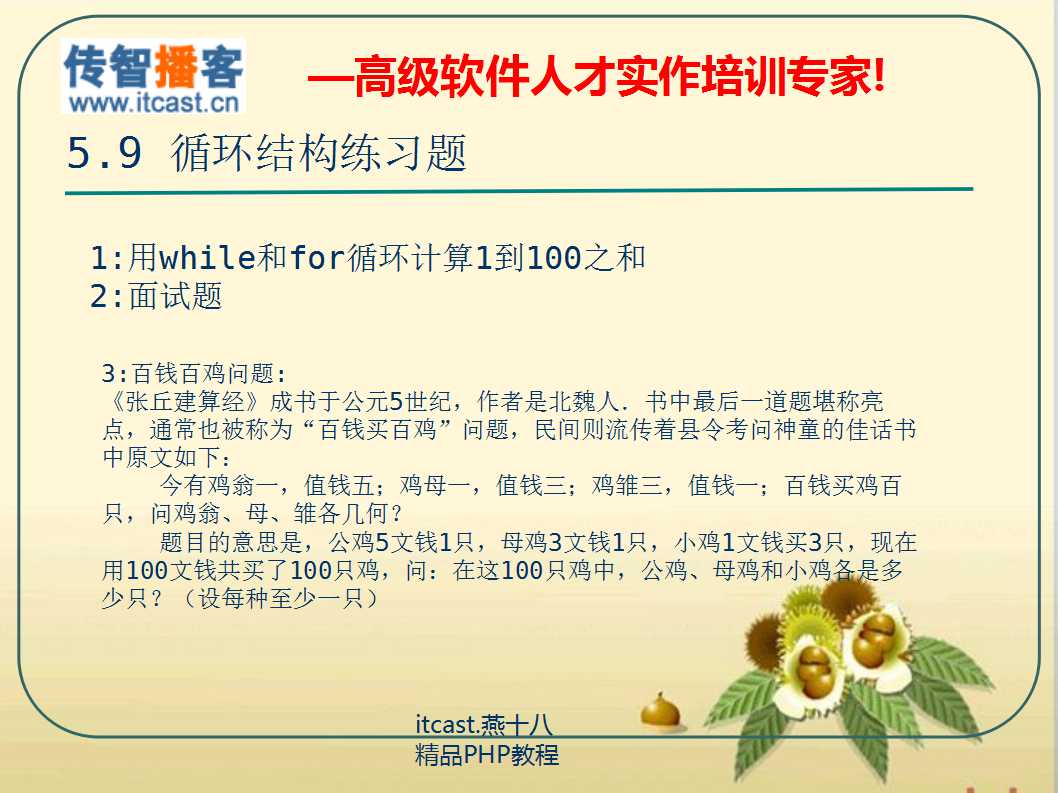 传智播客
www.itcast.cn
—高级软件人才实作培训专家!
5.9 循环结构练习题
1:用while和for循环计算1到100之和
2:面试题
3:百钱百鸡问题:
《张丘建算经》成书于公元5世纪，作者是北魏人．书中最后一道题堪称亮
点，通常也被称为“百钱买百鸡”问题，民间则流传着县令考问神童的佳话书
中原文如下：
今有鸡翁一，值钱五；鸡母一，值钱三；鸡雏三，值钱一；百钱买鸡百
只，问鸡翁、母、雏各几何？
题目的意思是，公鸡5文钱1只，母鸡3文钱1只，小鸡1文钱买3只，现在
用100文钱共买了100只鸡，问：在这100只鸡中，公鸡、母鸡和小鸡各是多
少只？（设每种至少一只）
itcast.燕十八
精品PHP教程